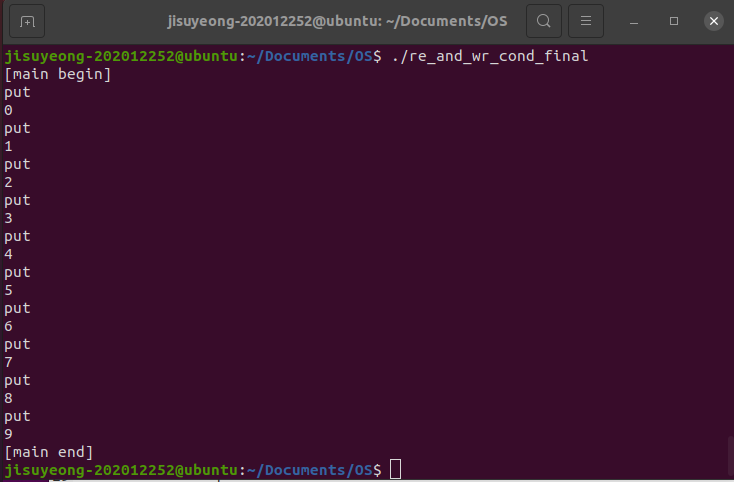 jisuyeong-202012252@ubuntu: ~/Documents/OS
jisuyeong-202012252@ubuntu:~/Documents/OS$ ./re_and_wr_cond_final
[main begin]
put
0
put
1
put
2
put
3
put
4
put
5
put
6
put
7
put
8
put
9
[main end]
jisuyeong-202012252@ubuntu:~/Documents/OS$